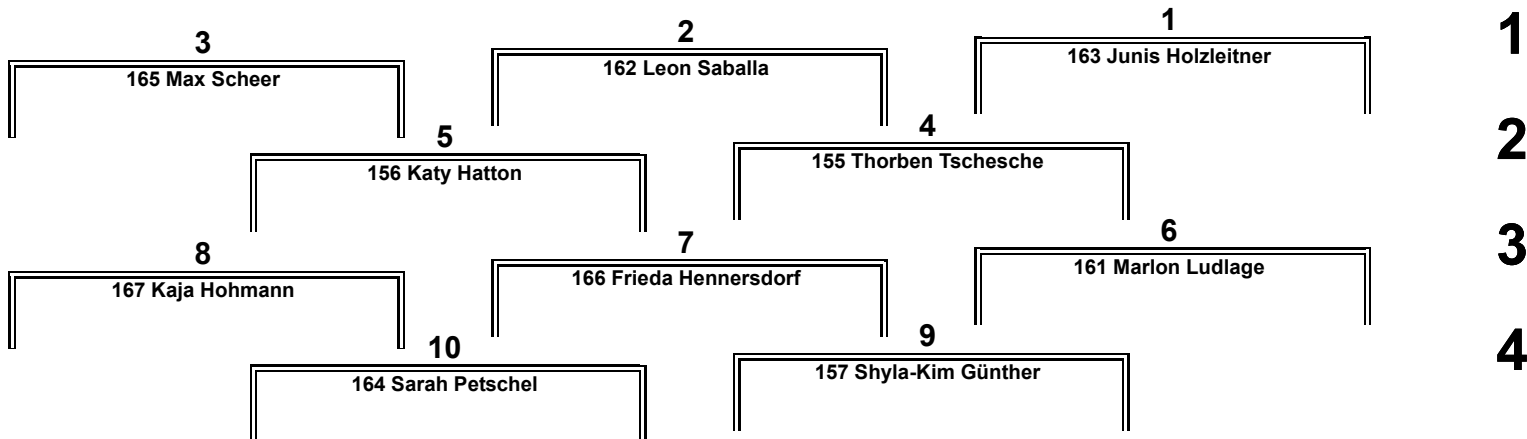 3
165 Max Scheer
2
162 Leon Saballa
1
163 Junis Holzleitner
1
5
156 Katy Hatton
4
155 Thorben Tschesche
2
8
167 Kaja Hohmann
7
166 Frieda Hennersdorf
6
161 Marlon Ludlage
3
10
164 Sarah Petschel
9
157 Shyla-Kim Günther
4